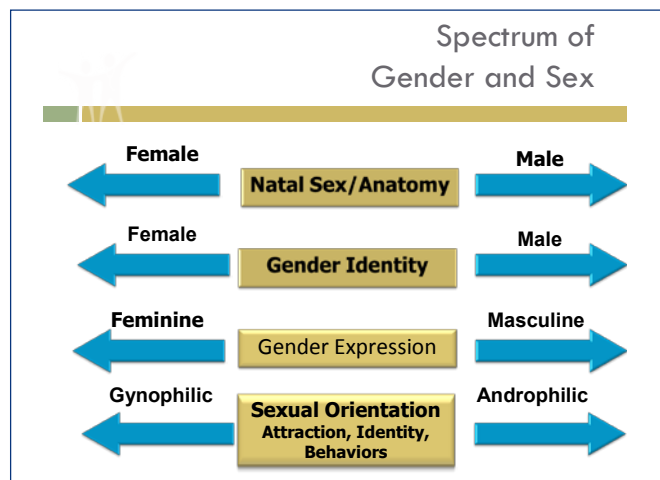 Spectrum of
Gender and Sex
Female
Natal Sex/Anatomy
Male
Female
Gender Identity
Male
Feminine
Gender Expression
Masculine
Gynophilic
Sexual Orientation
Attraction, Identity,
Behaviors
Androphilic